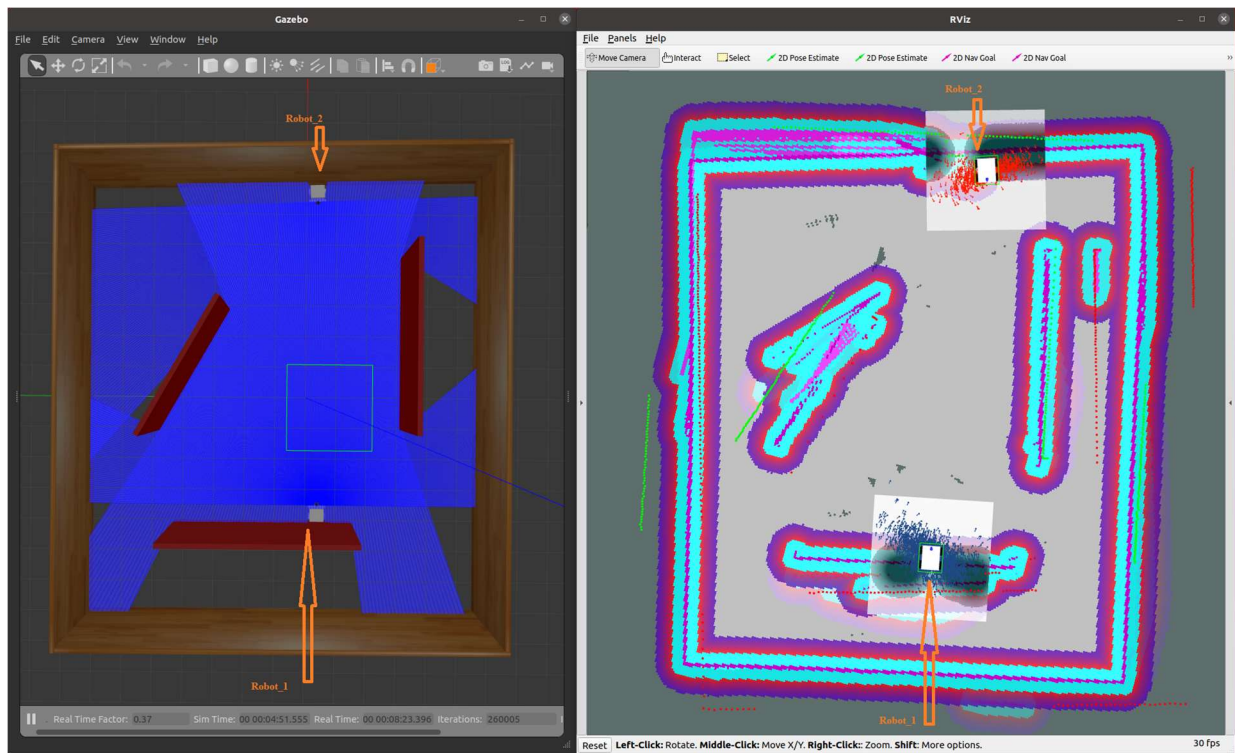 Gazebo
File Edit Camera View Window Help
Robot_2
Robot_1
Real Time Factor: 0.37 Sim Time: 00 00:04:51.555 Real Time: 00 00:08:23.396 Iterations: 260005
RViz
File Panels Help
Move Camera Interact Select 2D Pose Estimate 2D Pose Estimate 2D Nav Goal 2D Nav Goal
Robot_2
Robot_1
Reset Left-Click: Rotate. Middle-Click: Move X/Y. Right-Click:: Zoom. Shift: More options. 30 fps